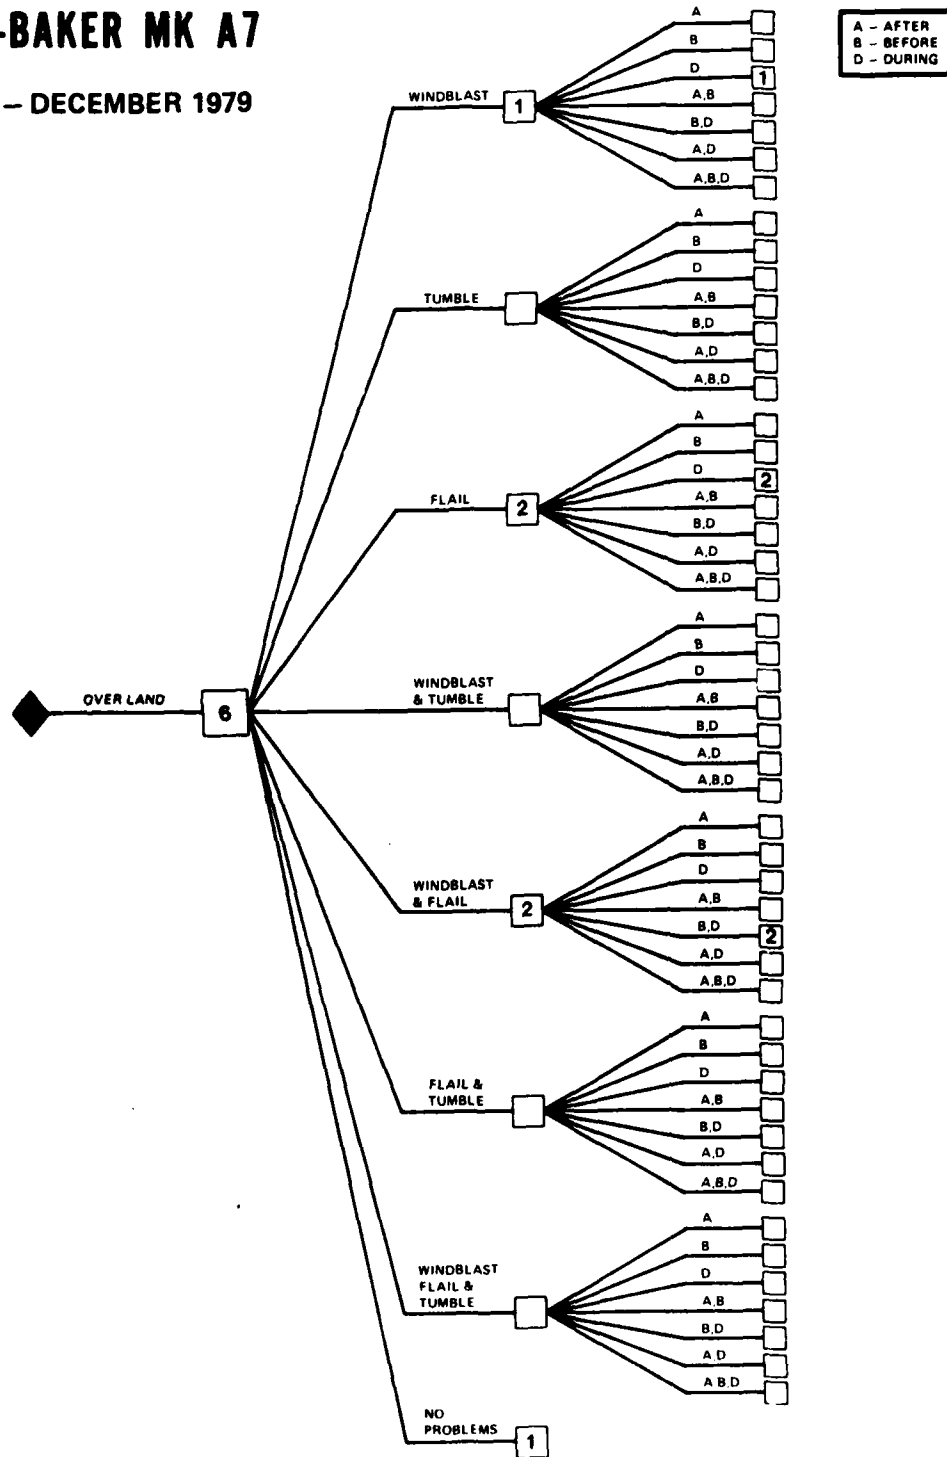 -BAKER MK A7
– DECEMBER 1979
A – AFTER
B – BEFORE
D – DURING
OVER LAND
6
WINDBLAST
1
A
B
D
1
A,B
B,D
A,D
A,B,D
TUMBLE
A
B
D
A,B
B,D
A,D
A,B,D
FLAIL
2
A
B
D
2
A,B
B,D
A,D
A,B,D
WINDBLAST
& TUMBLE
A
B
D
A,B
B,D
A,D
A,B,D
WINDBLAST
& FLAIL
2
A
B
D
A,B
B,D
2
A,D
A,B,D
FLAIL &
TUMBLE
A
B
D
A,B
B,D
A,D
A,B,D
WINDBLAST
FLAIL &
TUMBLE
A
B
D
A,B
B,D
A,D
A B,D
NO
PROBLEMS
1